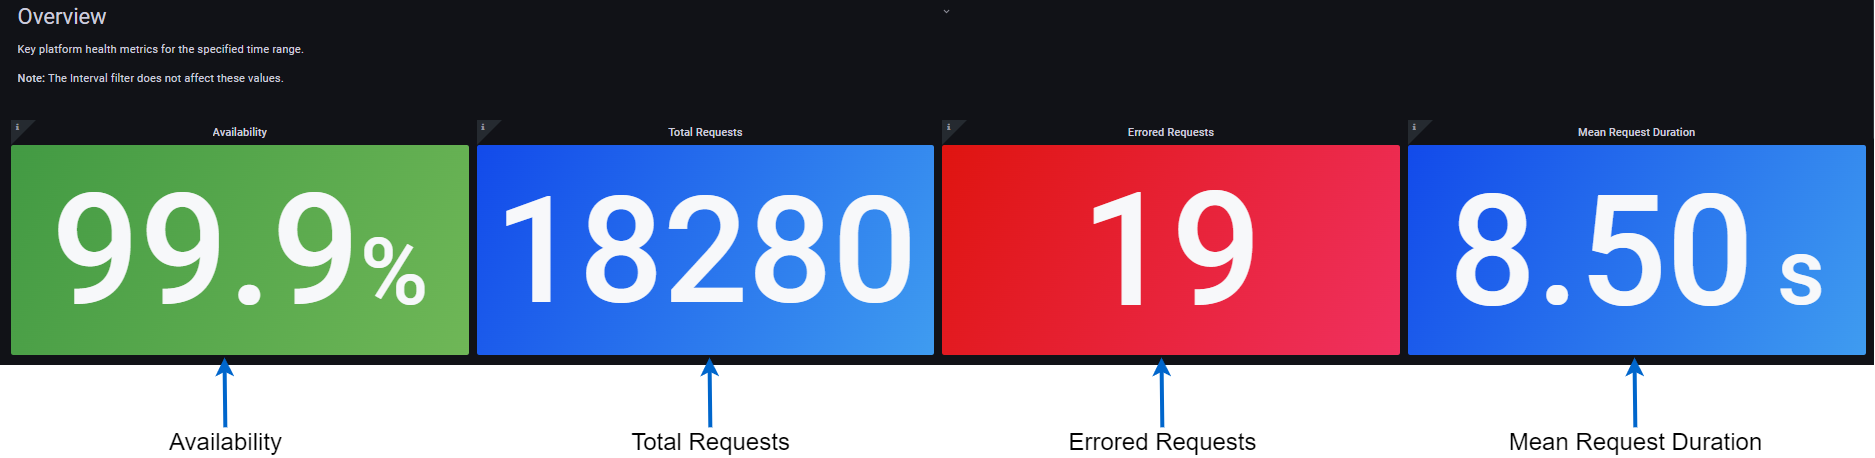 Overview
Key platform health metrics for the specified time range.
Note: The Interval filter does not affect these values.
Availability
99.9%
Total Requests
18280
Errored Requests
19
Mean Request Duration
8.50 s
Availability
Total Requests
Errored Requests
Mean Request Duration